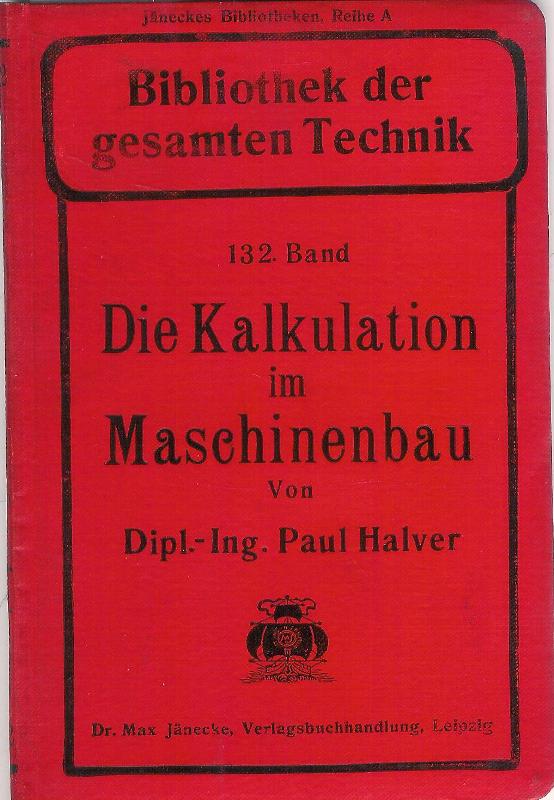 Jäneckes Bibliotheken, Reihe A
Bibliothek der
gesamten Technik
132. Band
Die Kalkulation
im
Maschinenbau
Von
Dipl.-Ing. Paul Halver
Dr. Max Jänecke, Verlagsbuchhandlung, Leipzig